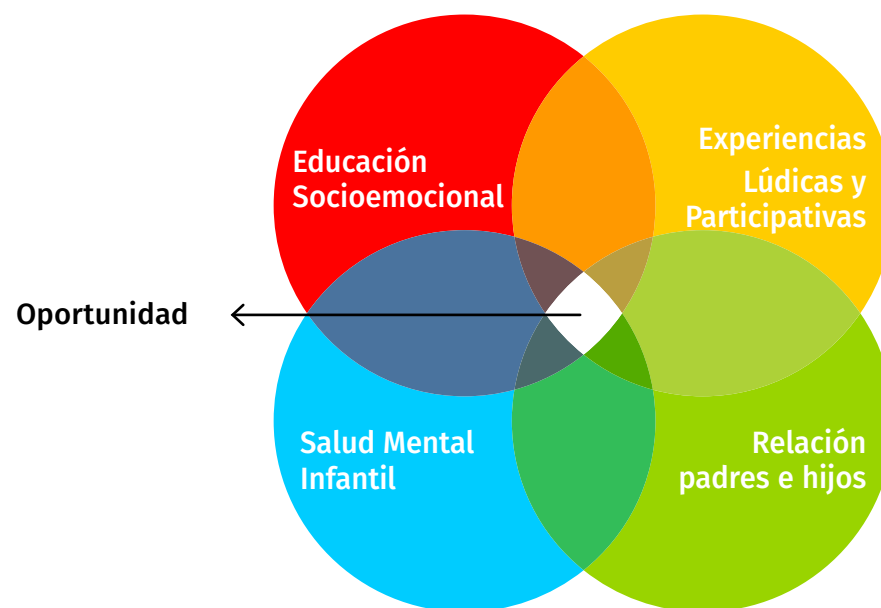 Educación
Socioemocional
Experiencias
Lúdicas y
Participativas
Oportunidad
Salud Mental
Infantil
Relación
padres e hijos